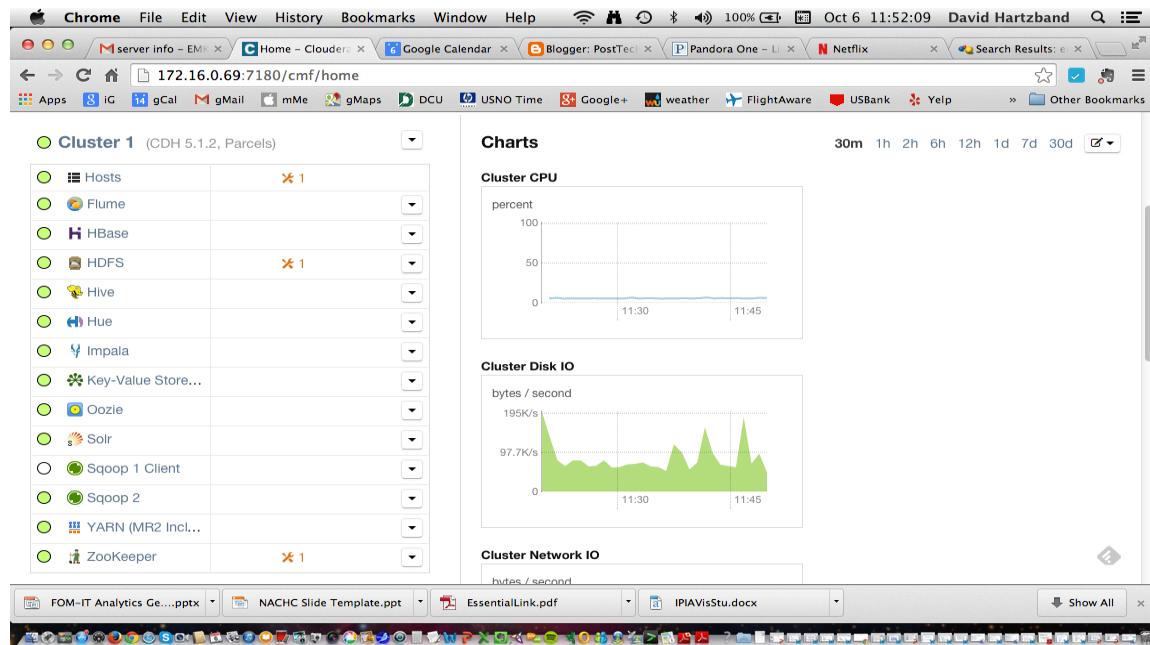 Chrome File Edit View History Bookmarks Window Help 100% Oct 6 11:52:09 David Hartzband
server info – EMK Home – Cloudera Google Calendar Blogger: PostTecl Pandora One – Li Netflix Search Results: e
172.16.0.69:7180/cmf/home
Apps iG gCal gMail mMe gMaps DCU USNO Time Google+ weather FlightAware USBank Yelp » Other Bookmarks
Cluster 1 (CDH 5.1.2, Parcels)
Hosts 1
Flume
HBase
HDFS 1
Hive
Hue
Impala
Key-Value Store...
Oozie
Solr
Sqoop 1 Client
Sqoop 2
YARN (MR2 Incl...
ZooKeeper 1
Charts 30m 1h 2h 6h 12h 1d 7d 30d
Cluster CPU
percent
100
50
0
11:30 11:45
Cluster Disk IO
bytes / second
195K/s
97.7K/s
0
11:30 11:45
Cluster Network IO
bytes / second
FOM-IT Analytics Ge....pptx NACHC Slide Template.ppt EssentialLink.pdf IPIAVisStu.docx Show All